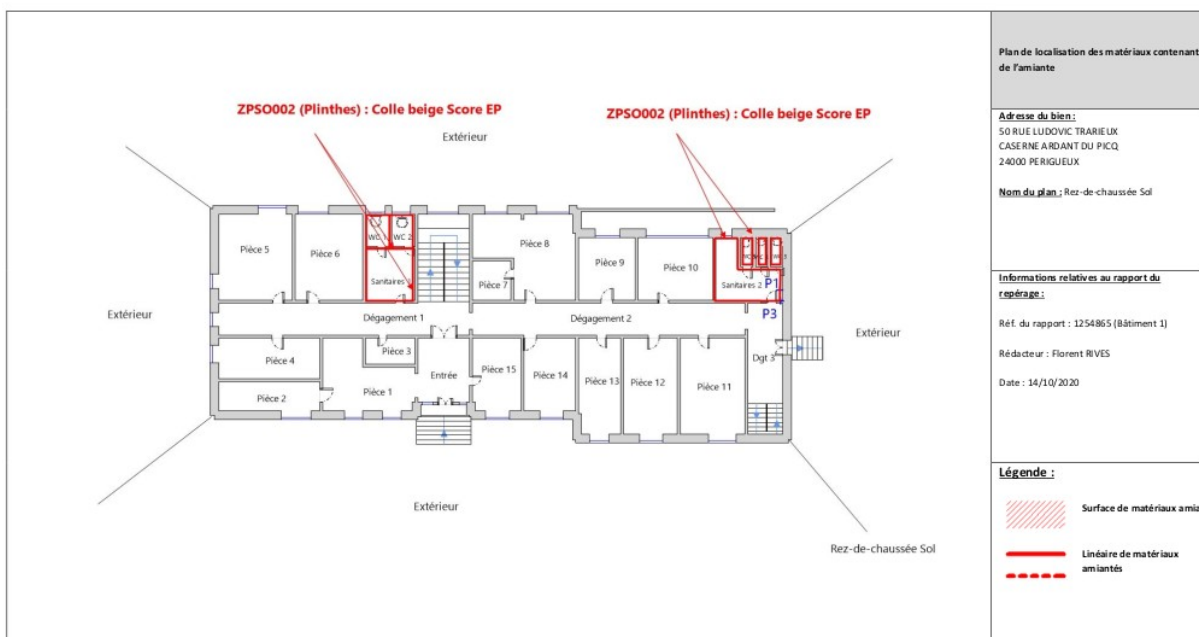 Plan de localisation des matériaux contenant
de l'amiante
Adresse du bien :
50 RUE LUDOVIC TRARIEUX
CASERNE ARDANT DU PICQ
24000 PERIGUEUX
Nom du plan : Rez-de-chaussée Sol
Informations relatives au rapport du
repérage :
Réf. du rapport : 1254865 (Bâtiment 1)
Rédacteur : Florent RIVES
Date : 14/10/2020
Légende :
Surface de matériaux amia
Linéaire de matériaux
amiantés
ZPSO002 (Plinthes) : Colle beige Score EP
ZPSO002 (Plinthes) : Colle beige Score EP
Extérieur
Pièce 5
Pièce 6
WC 1
WC 2
Sanitaires
Pièce 8
Pièce 7
Pièce 9
Pièce 10
Sanitaires 2
P1
P3
Extérieur
Dégagement 1
Dégagement 2
Extérieur
Pièce 4
Pièce 3
Pièce 2
Pièce 1
Entrée
Pièce 15
Pièce 14
Pièce 13
Pièce 12
Pièce 11
Dgt 3
Extérieur
Rez-de-chaussée Sol